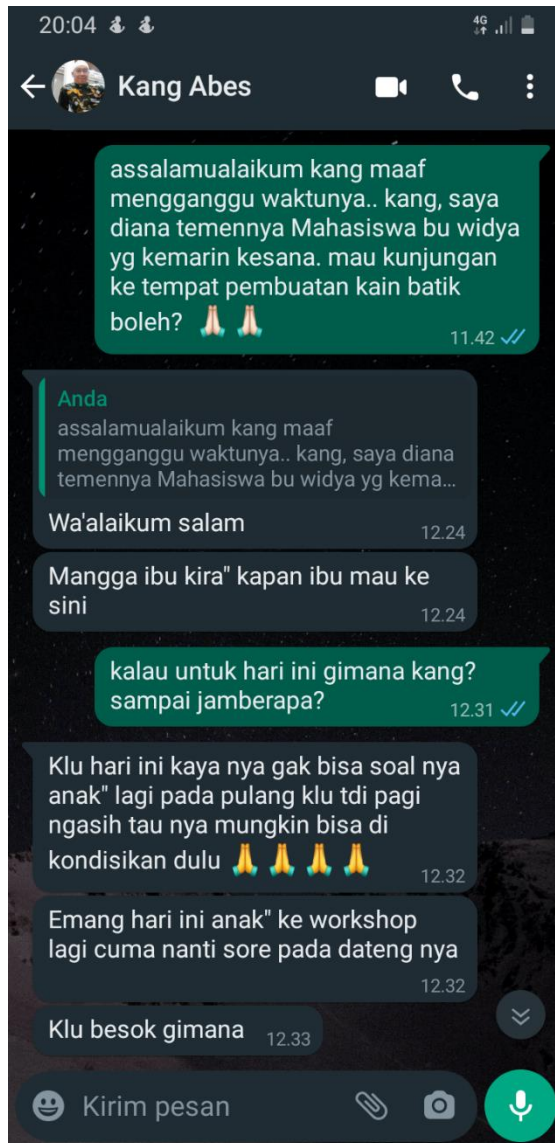 20:04
4G
Kang Abes
assalamualaikum kang maaf
mengganggu waktunya.. kang, saya
diana temennya Mahasiswa bu widya
yg kemarin kesana. mau kunjungan
ke tempat pembuatan kain batik
boleh? 🙏🏻 🙏🏻
11.42
Anda
assalamualaikum kang maaf
mengganggu waktunya.. kang, saya diana
temennya Mahasiswa bu widya yg kema...
Wa'alaikum salam
12.24
Mangga ibu kira" kapan ibu mau ke
sini
12.24
kalau untuk hari ini gimana kang?
sampai jamberapa?
12.31
Klu hari ini kaya nya gak bisa soal nya
anak" lagi pada pulang klu tdi pagi
ngasih tau nya mungkin bisa di
kondisikan dulu 🙏 🙏 🙏 🙏
12.32
Emang hari ini anak" ke workshop
lagi cuma nanti sore pada dateng nya
12.32
Klu besok gimana 12.33
Kirim pesan